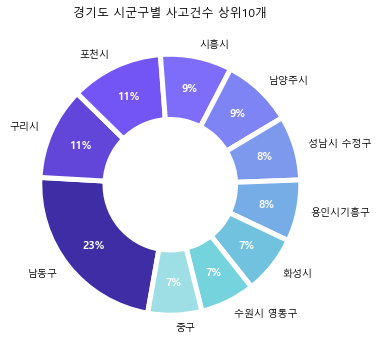 경기도 시군구별 사고건수 상위10개
시흥시
포천시
남양주시
9%
11%
9%
구리시
11%
성남시 수정구
8%
8%
용인시기흥구
23%
7%
남동구
7%
7%
화성시
수원시 영통구
중구